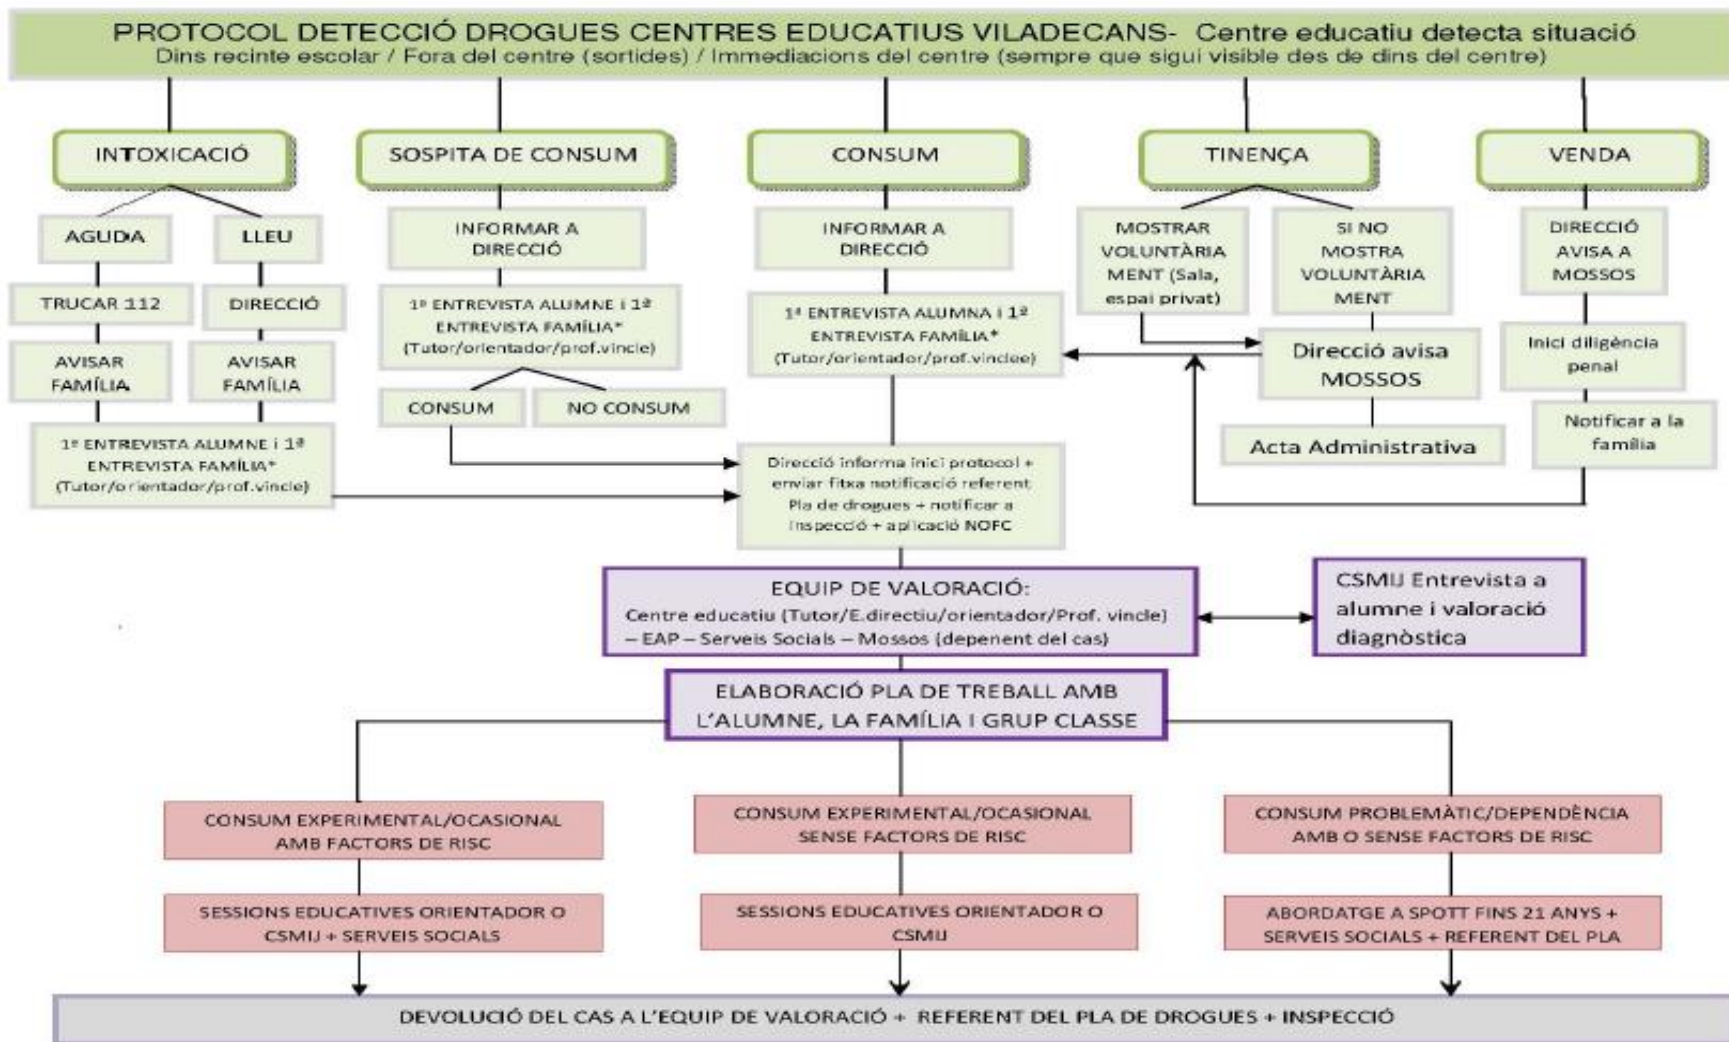 PROTOCOL DETECCIÓ DROGUES CENTRES EDUCATIUS VILADECANS- Centre educatiu detecta situació
Dins recinte escolar / Fora del centre (sortides) / Immediacions del centre (sempre que sigui visible des de dins del centre)
INTOXICACIÓ
SOSPITA DE CONSUM
CONSUM
TINENÇA
VENDA
AGUDA
LLEU
TRUCAR 112
DIRECCIÓ
AVISAR
FAMÍLIA
AVISAR
FAMÍLIA
1ª ENTREVISTA ALUMNE i 1ª
ENTREVISTA FAMÍLIA*
(Tutor/orientador/prof.vincle)
INFORMAR A
DIRECCIÓ
1ª ENTREVISTA ALUMNE i 1ª
ENTREVISTA FAMÍLIA*
(Tutor/orientador/prof.vincle)
CONSUM
NO CONSUM
INFORMAR A
DIRECCIÓ
1ª ENTREVISTA ALUMNA i 1ª
ENTREVISTA FAMÍLIA*
(Tutor/orientador/prof.vinclee)
MOSTRAR
VOLUNTÀRIA
MENT (Sala,
espai privat)
SI NO
MOSTRA
VOLUNTÀRIA
MENT
Direcció avisa
MOSSOS
Acta Administrativa
DIRECCIÓ
AVISA A
MOSSOS
Inici diligència
penal
Notificar a la
família
Direcció informa inici protocol +
enviar fitxa notificació referent
Pla de drogues + notificar a
inspecció + aplicació NOFC
EQUIP DE VALORACIÓ:
Centre educatiu (Tutor/E.directiu/orientador/Prof. vincle)
– EAP – Serveis Socials – Mossos (depenent del cas)
CSMIJ Entrevista a
alumne i valoració
diagnòstica
ELABORACIÓ PLA DE TREBALL AMB
L'ALUMNE, LA FAMÍLIA I GRUP CLASSE
CONSUM EXPERIMENTAL/OCASIONAL
AMB FACTORS DE RISC
CONSUM EXPERIMENTAL/OCASIONAL
SENSE FACTORS DE RISC
CONSUM PROBLEMÀTIC/DEPENDÈNCIA
AMB O SENSE FACTORS DE RISC
SESSIONS EDUCATIVES ORIENTADOR O
CSMIJ + SERVEIS SOCIALS
SESSIONS EDUCATIVES ORIENTADOR O
CSMIJ
ABORDATGE A SPOTT FINS 21 ANYS +
SERVEIS SOCIALS + REFERENT DEL PLA
DEVOLUCIÓ DEL CAS A L'EQUIP DE VALORACIÓ + REFERENT DEL PLA DE DROGUES + INSPECCIÓ